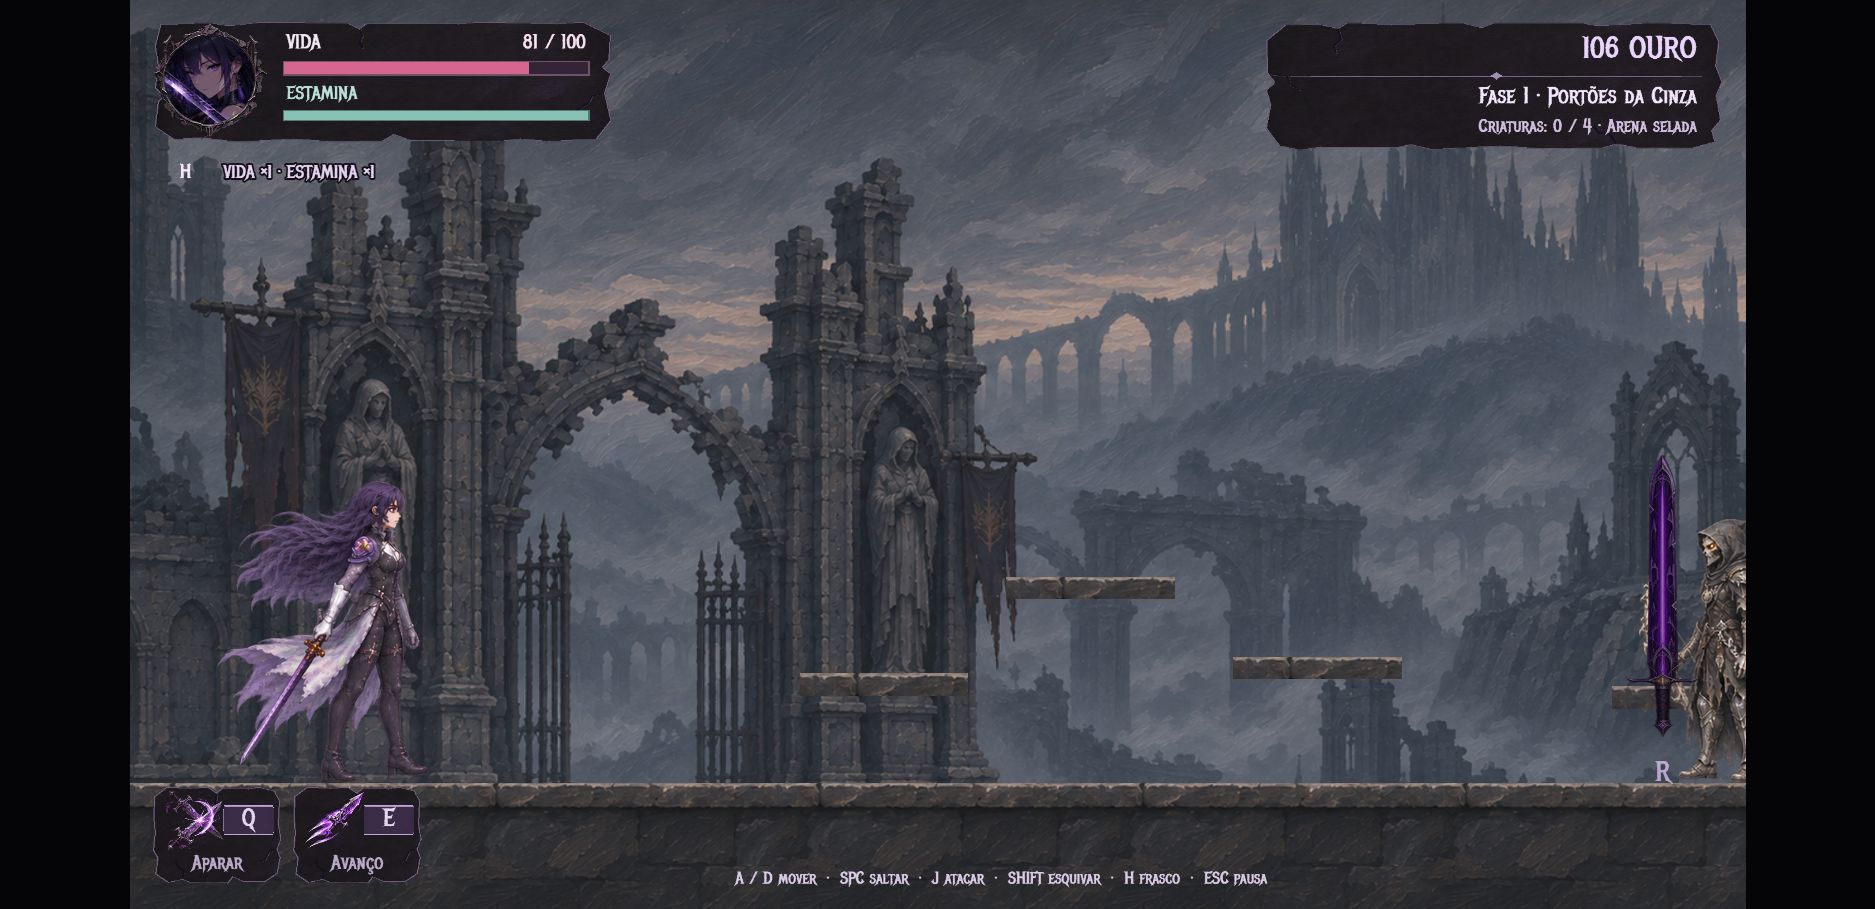 VIDA 81 / 100
ESTAMINA
H VIDA ×1 · ESTAMINA ×1
106 OURO
Fase 1 · Portões da Cinza
Criaturas: 0 / 4 · Arena selada
R
Q
Aparar
E
Avanço
A / D mover · SPC saltar · J atacar · SHIFT esquivar · H frasco · ESC pausa